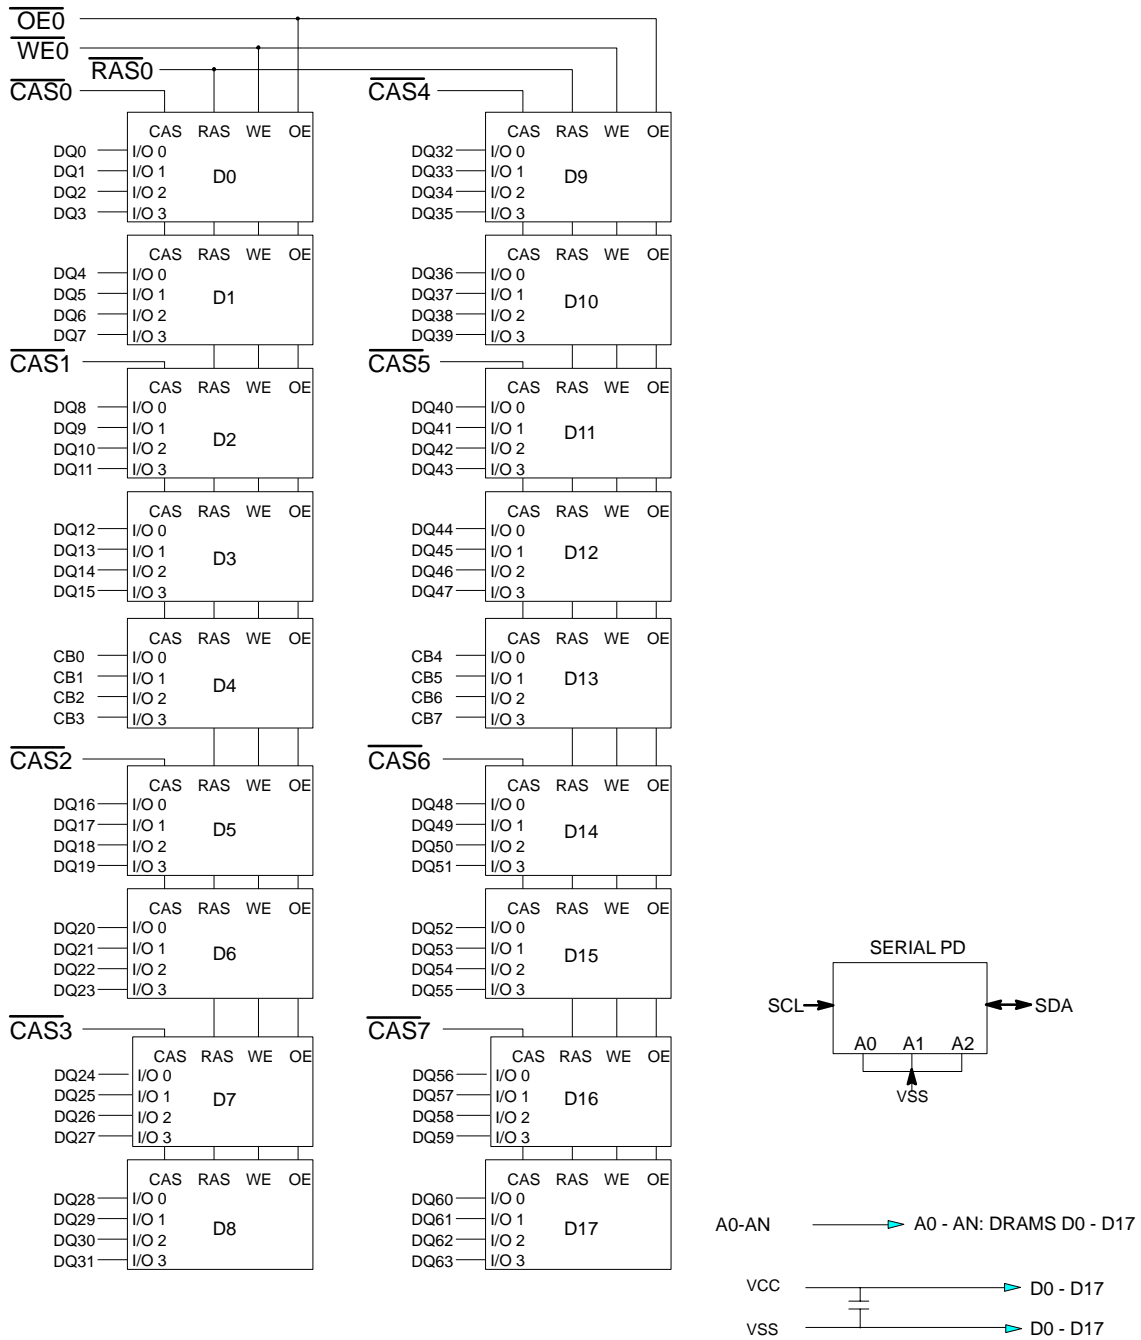 OE0
WE0
RAS0
CAS0
CAS RAS WE OE
DQ0 I/O 0
DQ1 I/O 1
D0
DQ2 I/O 2
DQ3 I/O 3
CAS RAS WE OE
DQ4 I/O 0
DQ5 I/O 1
D1
DQ6 I/O 2
DQ7 I/O 3
CAS1
CAS RAS WE OE
DQ8 I/O 0
DQ9 I/O 1
D2
DQ10 I/O 2
DQ11 I/O 3
CAS RAS WE OE
DQ12 I/O 0
DQ13 I/O 1
D3
DQ14 I/O 2
DQ15 I/O 3
CAS RAS WE OE
CB0 I/O 0
CB1 I/O 1
D4
CB2 I/O 2
CB3 I/O 3
CAS2
CAS RAS WE OE
DQ16 I/O 0
DQ17 I/O 1
D5
DQ18 I/O 2
DQ19 I/O 3
CAS RAS WE OE
DQ20 I/O 0
DQ21 I/O 1
D6
DQ22 I/O 2
DQ23 I/O 3
CAS3
CAS RAS WE OE
DQ24 I/O 0
DQ25 I/O 1
D7
DQ26 I/O 2
DQ27 I/O 3
CAS RAS WE OE
DQ28 I/O 0
DQ29 I/O 1
D8
DQ30 I/O 2
DQ31 I/O 3
CAS4
CAS RAS WE OE
DQ32 I/O 0
DQ33 I/O 1
D9
DQ34 I/O 2
DQ35 I/O 3
CAS RAS WE OE
DQ36 I/O 0
DQ37 I/O 1
D10
DQ38 I/O 2
DQ39 I/O 3
CAS5
CAS RAS WE OE
DQ40 I/O 0
DQ41 I/O 1
D11
DQ42 I/O 2
DQ43 I/O 3
CAS RAS WE OE
DQ44 I/O 0
DQ45 I/O 1
D12
DQ46 I/O 2
DQ47 I/O 3
CAS RAS WE OE
CB4 I/O 0
CB5 I/O 1
D13
CB6 I/O 2
CB7 I/O 3
CAS6
CAS RAS WE OE
DQ48 I/O 0
DQ49 I/O 1
D14
DQ50 I/O 2
DQ51 I/O 3
CAS RAS WE OE
DQ52 I/O 0
DQ53 I/O 1
D15
DQ54 I/O 2
DQ55 I/O 3
CAS7
CAS RAS WE OE
DQ56 I/O 0
DQ57 I/O 1
D16
DQ58 I/O 2
DQ59 I/O 3
CAS RAS WE OE
DQ60 I/O 0
DQ61 I/O 1
D17
DQ62 I/O 2
DQ63 I/O 3
SERIAL PD
SCL SDA
A0 A1 A2
VSS
A0-AN A0 - AN: DRAMS D0 - D17
VCC D0 - D17
VSS D0 - D17